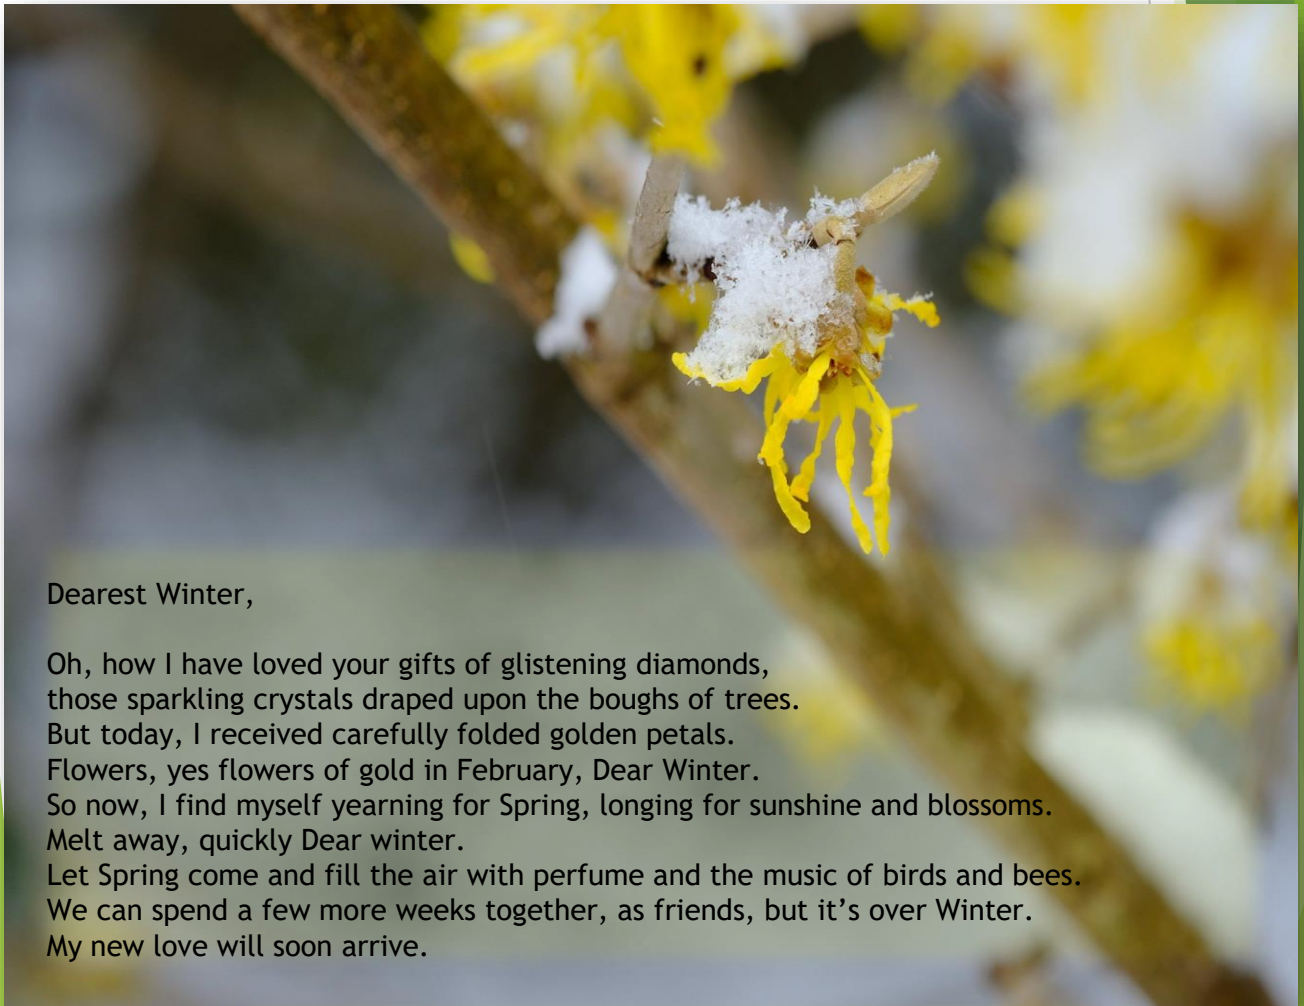 Dearest Winter,
Oh, how I have loved your gifts of glistening diamonds,
those sparkling crystals draped upon the boughs of trees.
But today, I received carefully folded golden petals.
Flowers, yes flowers of gold in February, Dear Winter.
So now, I find myself yearning for Spring, longing for sunshine and blossoms.
Melt away, quickly Dear winter.
Let Spring come and fill the air with perfume and the music of birds and bees.
We can spend a few more weeks together, as friends, but it’s over Winter.
My new love will soon arrive.